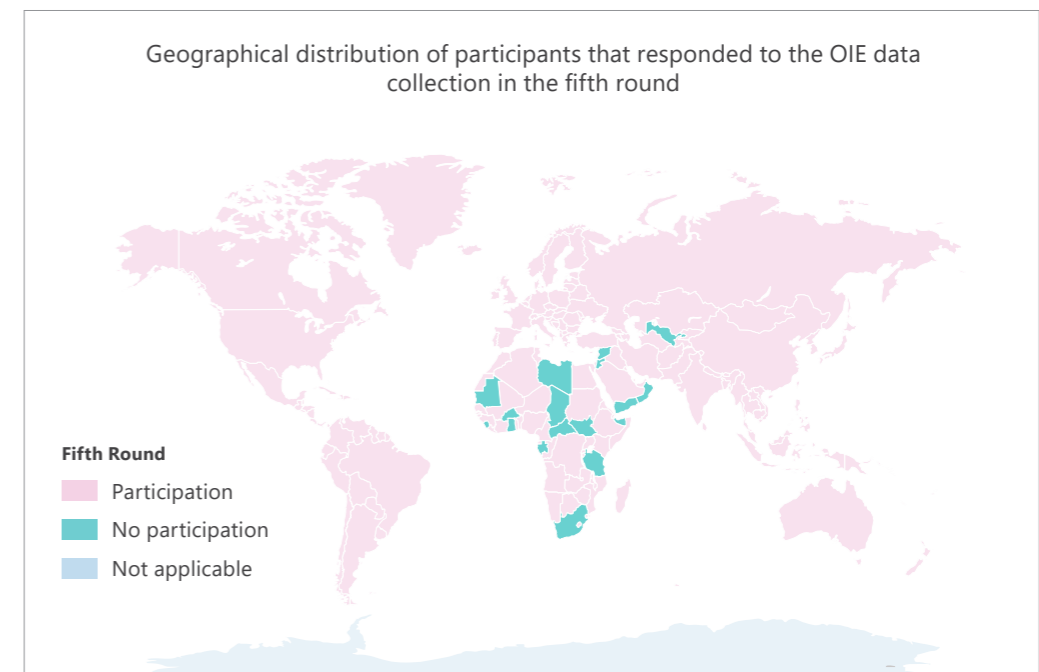 Geographical distribution of participants that responded to the OIE data
collection in the fifth round
Fifth Round
Participation
No participation
Not applicable